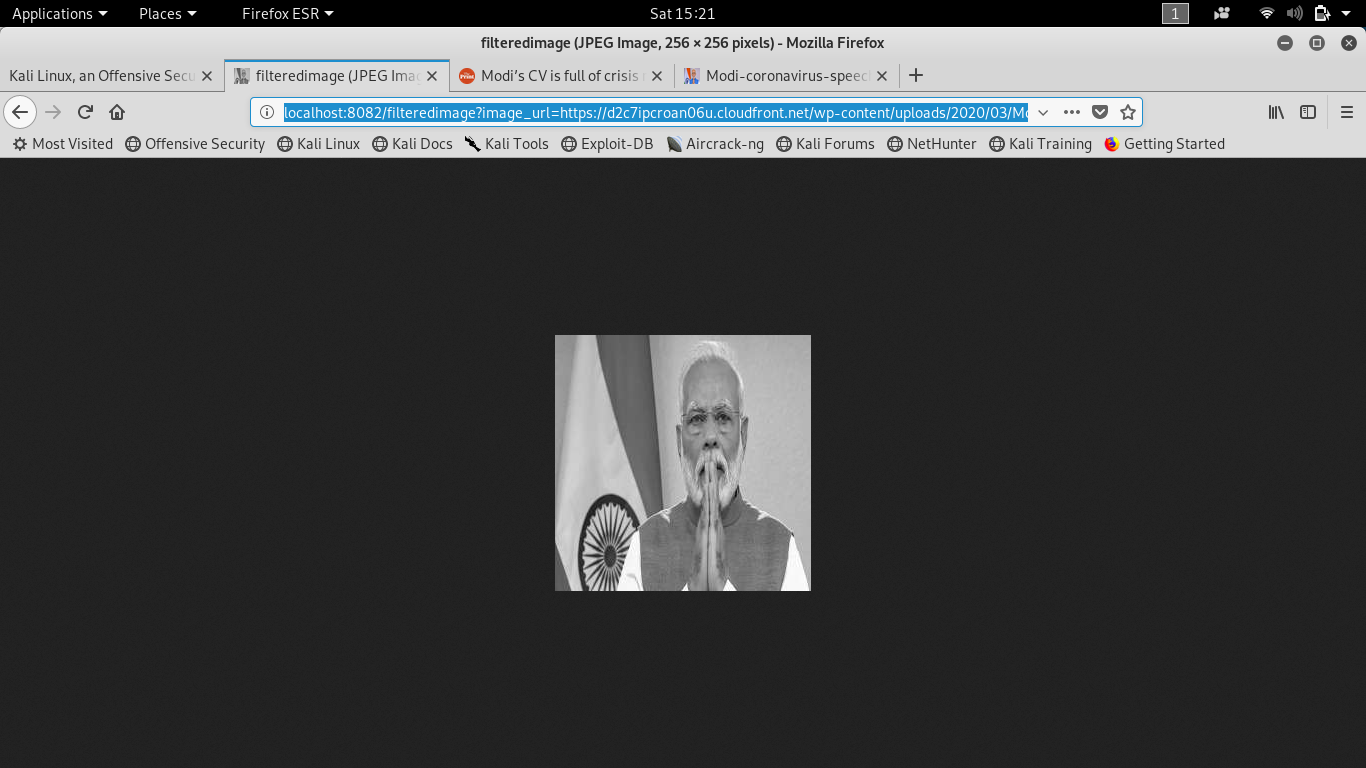 Applications Places Firefox ESR Sat 15:21 1
filteredimage (JPEG Image, 256 × 256 pixels) - Mozilla Firefox
Kali Linux, an Offensive Secu filteredimage (JPEG Imag Modi’s CV is full of crisis Modi-coronavirus-speec
localhost:8082/filteredimage?image_url=https://d2c7ipcroan06u.cloudfront.net/wp-content/uploads/2020/03/Mo
Most Visited Offensive Security Kali Linux Kali Docs Kali Tools Exploit-DB Aircrack-ng Kali Forums NetHunter Kali Training Getting Started